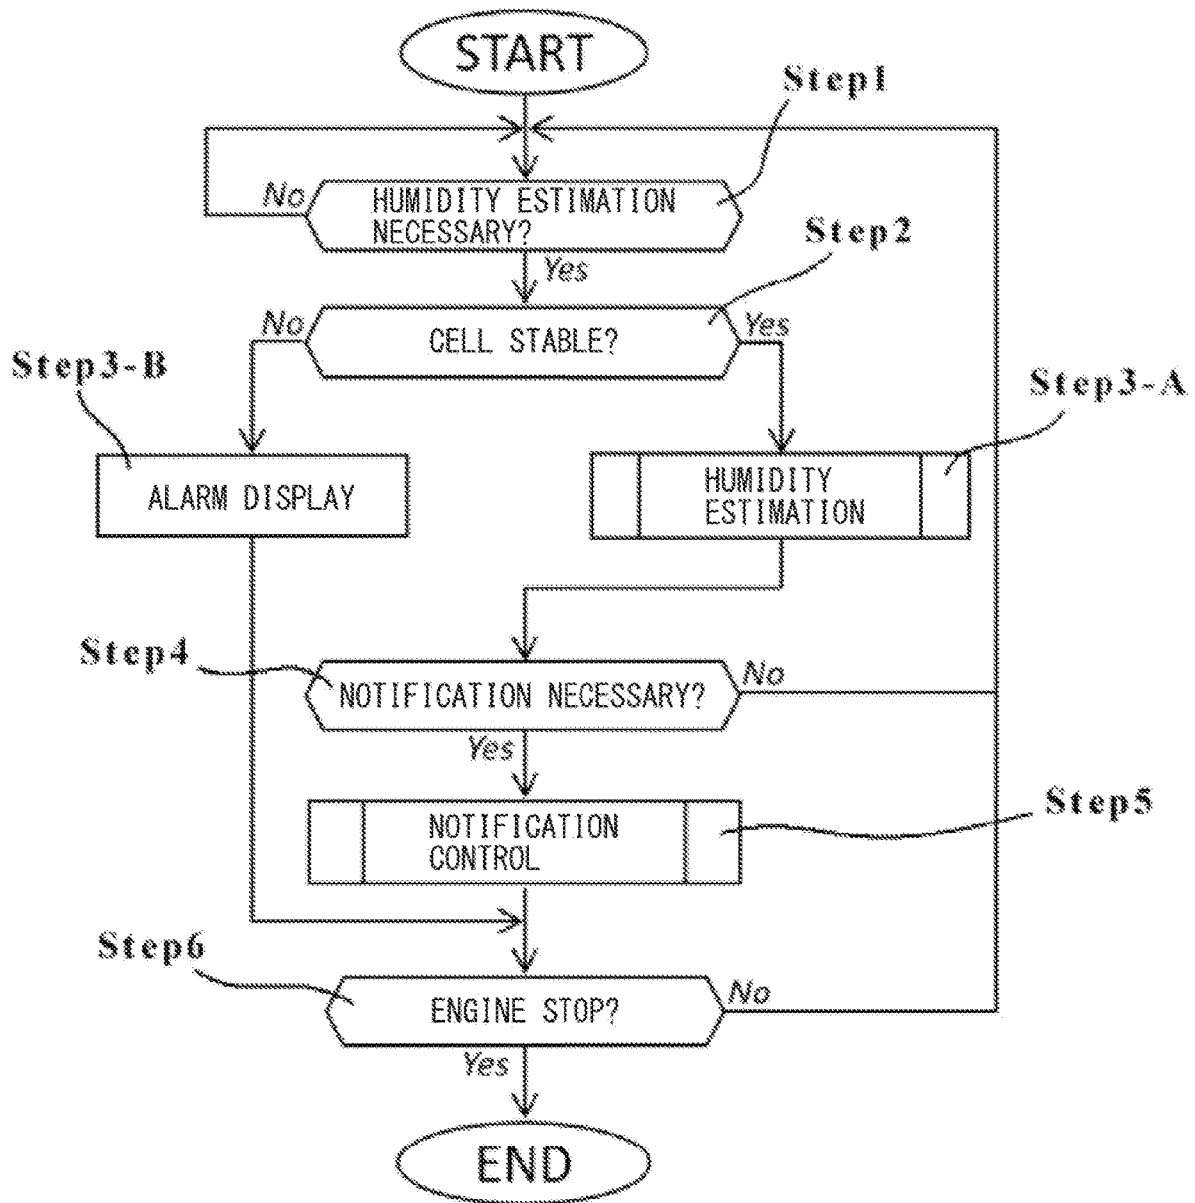 START
Step1
No
HUMIDITY ESTIMATION
NECESSARY?
Step2
Yes
No
CELL STABLE?
Yes
Step3-B
Step3-A
ALARM DISPLAY
HUMIDITY
ESTIMATION
Step4
NOTIFICATION NECESSARY?
No
Yes
Step5
NOTIFICATION
CONTROL
Step6
ENGINE STOP?
No
Yes
END